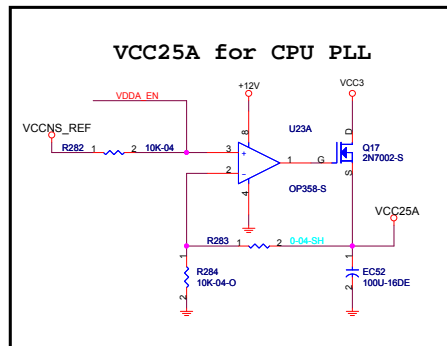 VCC25A for CPU PLL
VDDA_EN
+12V
VCC3
VCCNS_REF
R282 1 2 10K-04
8
U23A
3 +
1
2 -
4
OP358-S
D
G
S
Q17
2N7002-S
VCC25A
R283 1 2 0-04-SH
1
R284
10K-04-O
2
1
EC52
100U-16DE
2